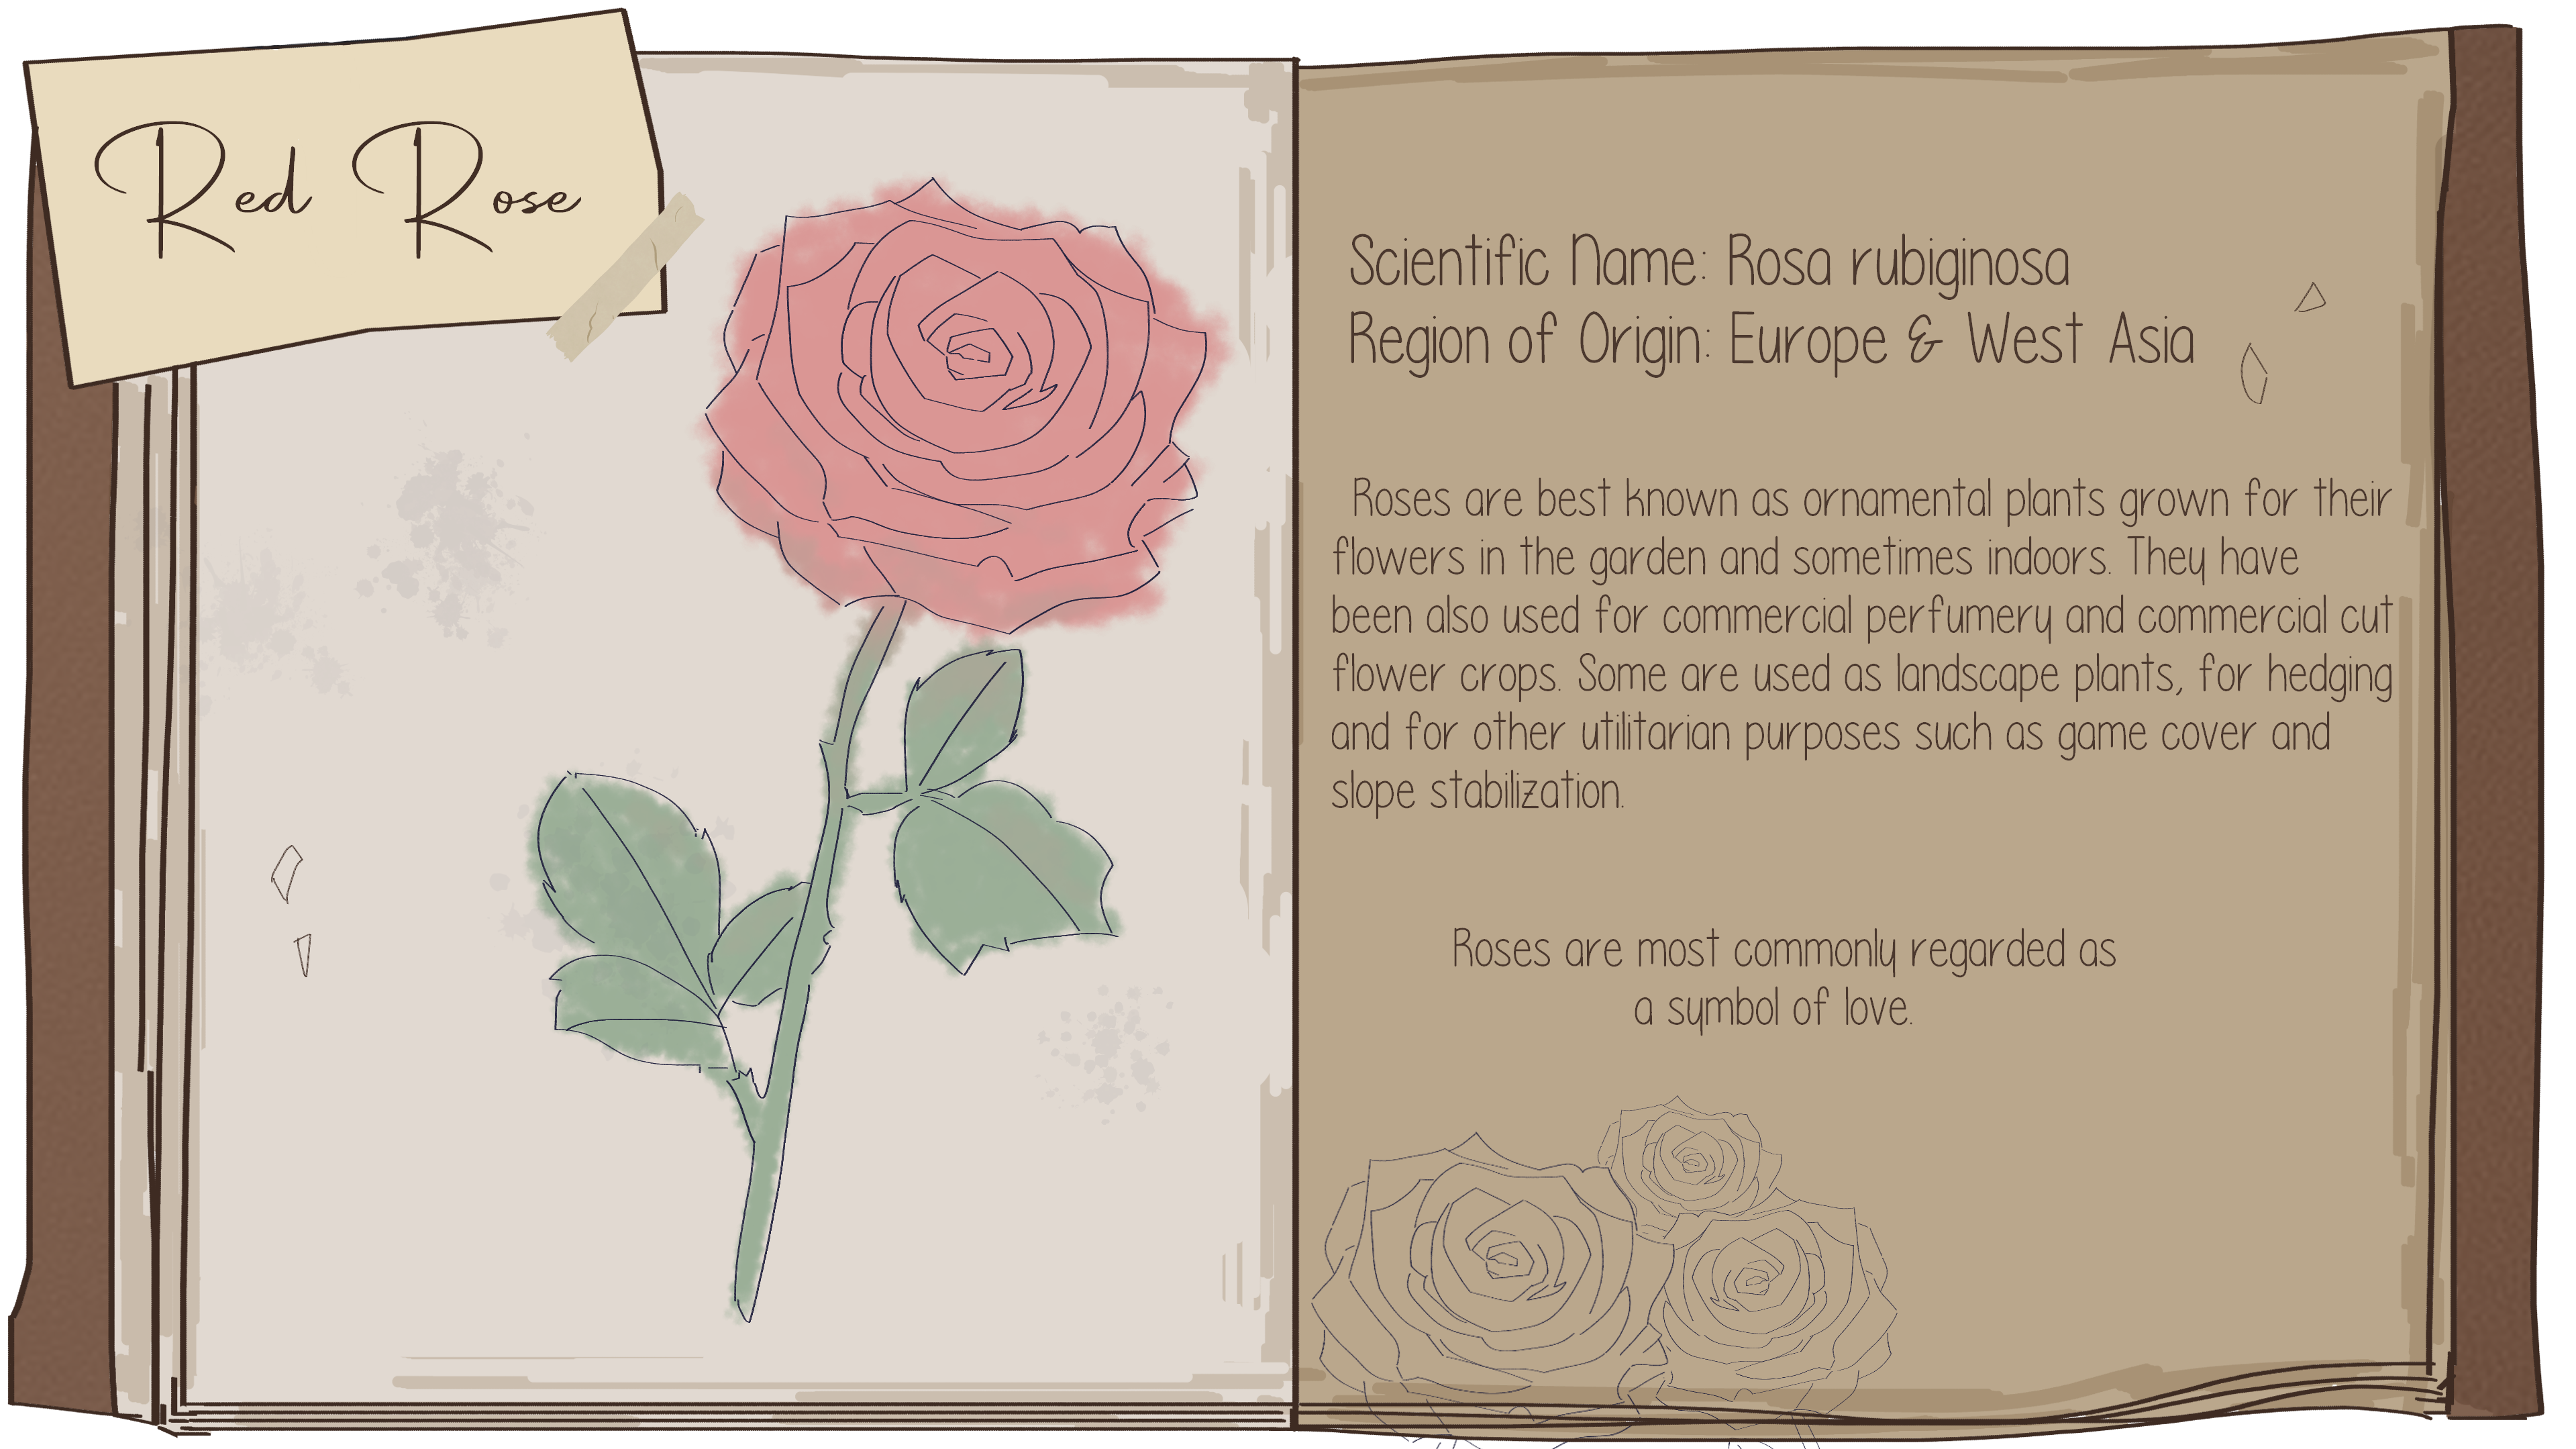 Red Rose
Scientific Name: Rosa rubiginosa
Region of Origin: Europe & West Asia
Roses are best known as ornamental plants grown for their
flowers in the garden and sometimes indoors. They have
been also used for commercial perfumery and commercial cut
flower crops. Some are used as landscape plants, for hedging
and for other utilitarian purposes such as game cover and
slope stabilization.
Roses are most commonly regarded as
a symbol of love.